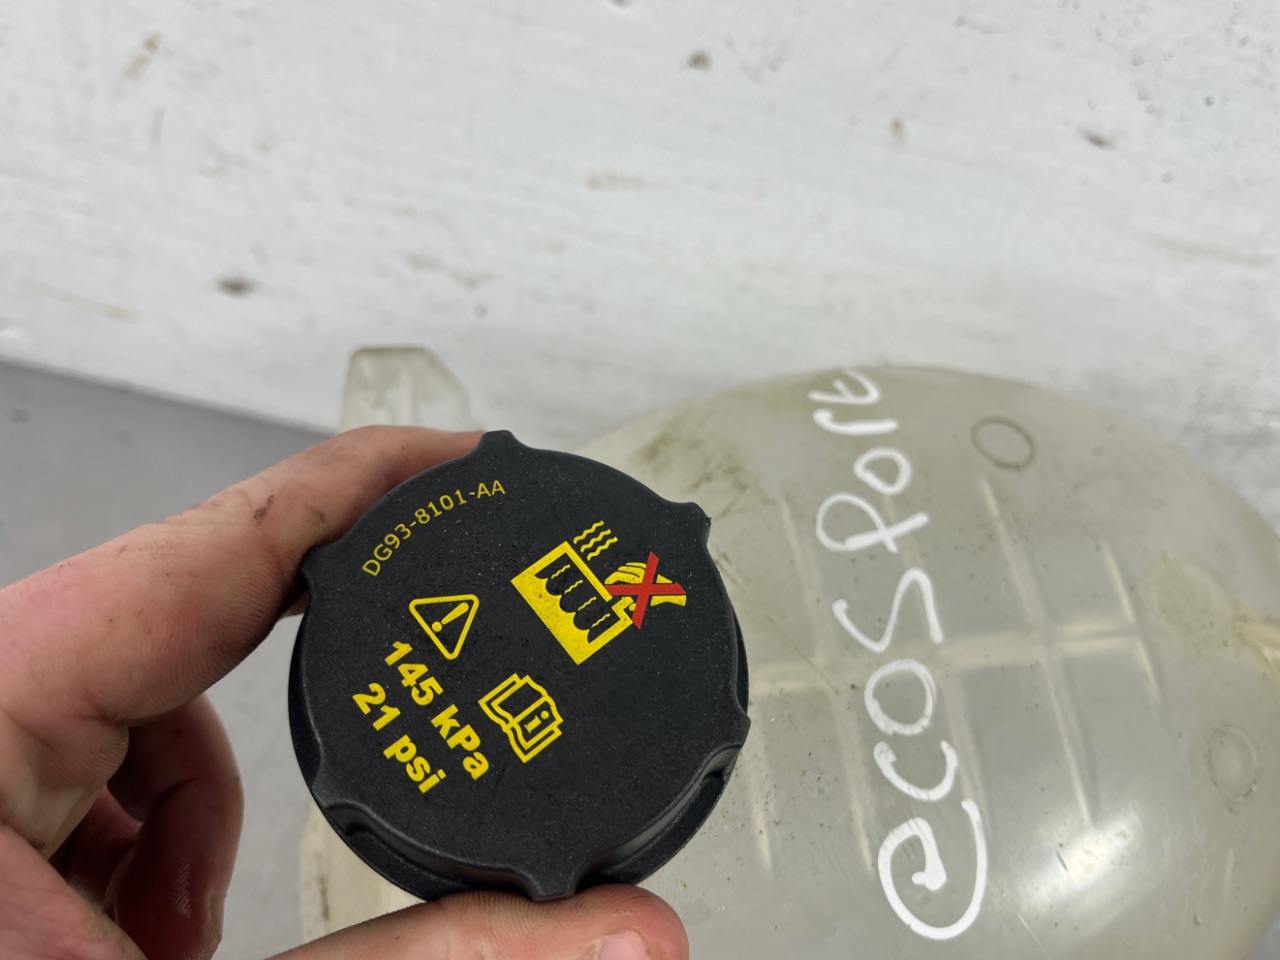 DG93-8101-AA
145 kPa
21 psi
ecosport